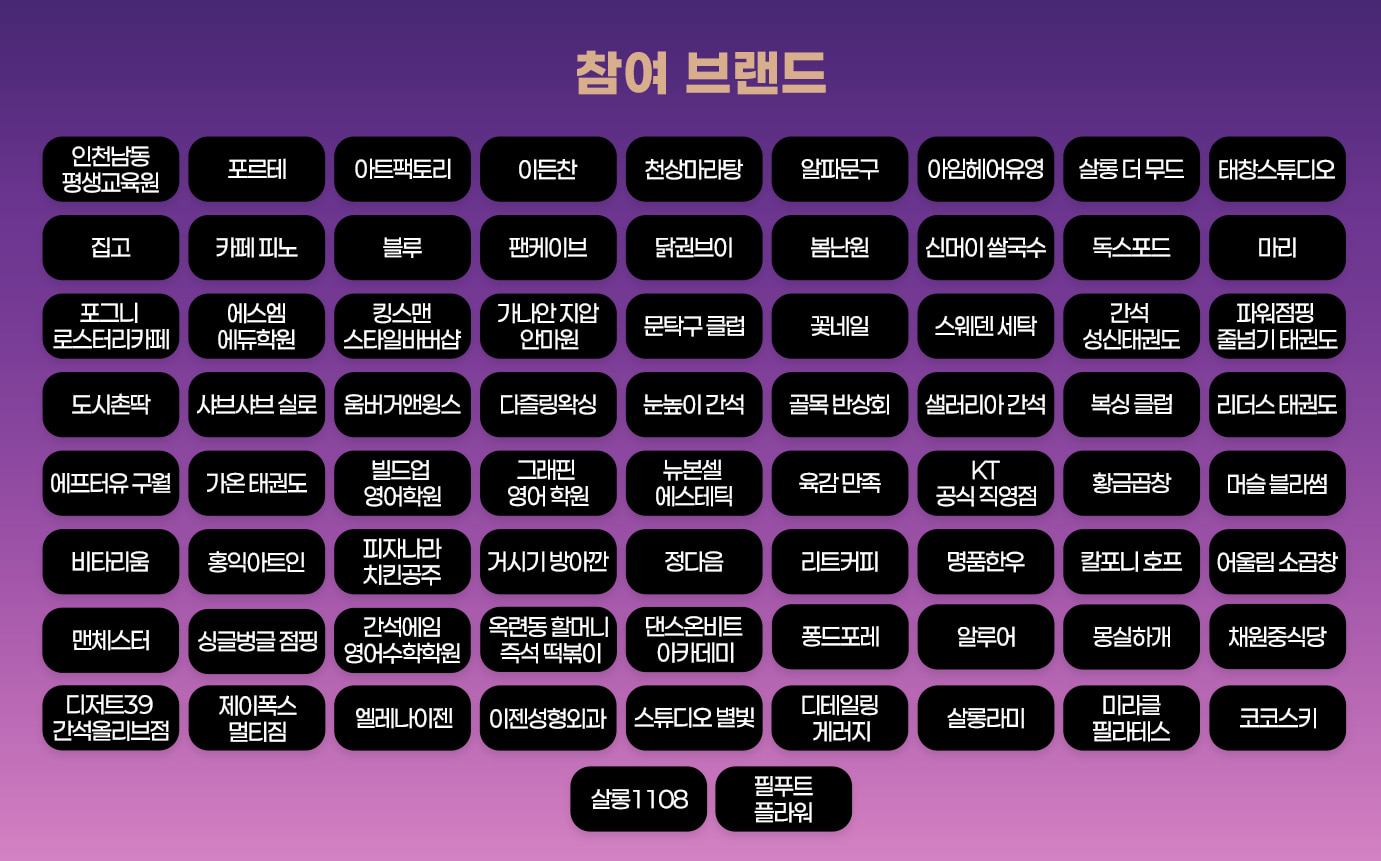 참여 브랜드
인천남동
평생교육원
포르테
아트팩토리
이든찬
천상마라탕
알파문구
아임헤어유영
살롱 더 무드
태창스튜디오
집고
카페 피노
블루
팬케이브
닭권브이
봄난원
신머이 쌀국수
독스포드
마리
포그니
로스터리카페
에스엠
에듀학원
킹스맨
스타일바버샵
가나안 지압
안마원
문탁구 클럽
꽃네일
스웨덴 세탁
간석
성신태권도
파워점핑
줄넘기 태권도
도시촌딱
샤브샤브 실로
움버거앤윙스
다즐링왁싱
눈높이 간석
골목 반상회
샐러리아 간석
복싱 클럽
리더스 태권도
에프터유 구월
가온 태권도
빌드업
영어학원
그래핀
영어 학원
뉴본셀
에스테틱
육감 만족
KT
공식 직영점
황금곱창
머슬 블라썸
비타리움
홍익아트인
피자나라
치킨공주
거시기 방아깐
정다음
리트커피
명품한우
칼포니 호프
어울림 소곱창
맨체스터
싱글벙글 점핑
간석에임
영어수학학원
옥련동 할머니
즉석 떡볶이
댄스온비트
아카데미
퐁드포레
알루어
몽실하개
채원중식당
디저트39
간석올리브점
제이폭스
멀티짐
엘레나이젠
이젠성형외과
스튜디오 별빛
디테일링
게러지
살롱라미
미라클
필라테스
코코스키
살롱1108
필푸트
플라워